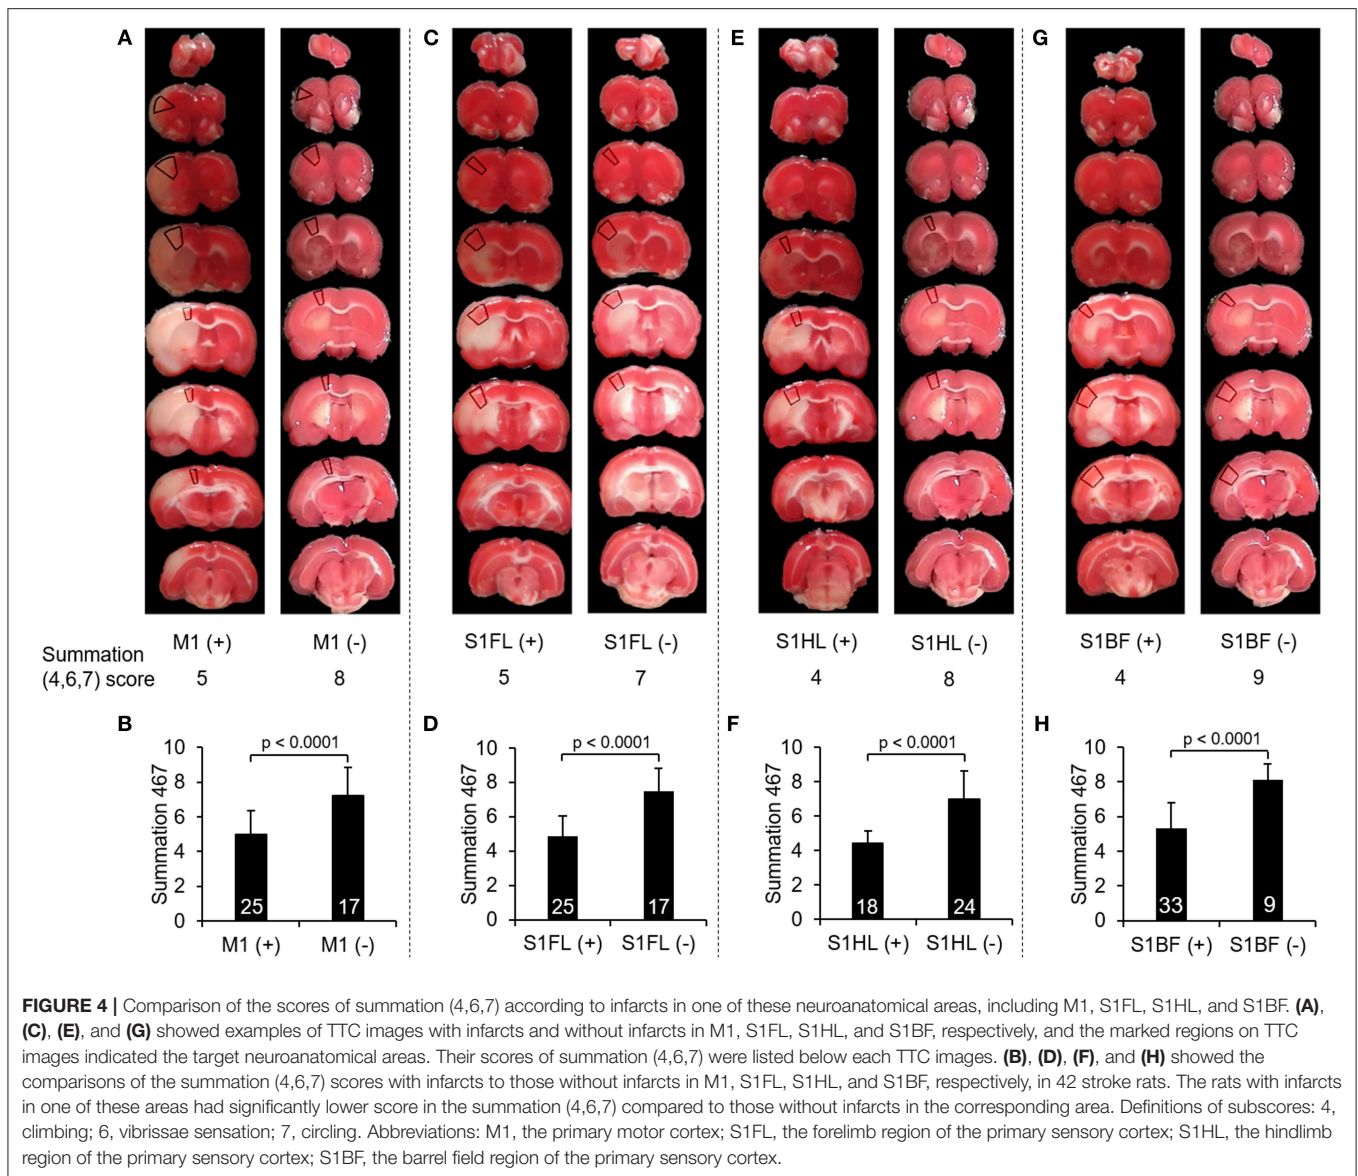 A C E G
M1 (+) M1 (-) S1FL (+) S1FL (-) S1HL (+) S1HL (-) S1BF (+) S1BF (-)
Summation
(4,6,7) score 5 8 5 7 4 8 4 9
B
Summation 467
10
8
6
4
2
0
p < 0.0001
25 17
M1 (+) M1 (-)
D
Summation 467
10
8
6
4
2
0
p < 0.0001
25 17
S1FL (+) S1FL (-)
F
Summation 467
10
8
6
4
2
0
p < 0.0001
18 24
S1HL (+) S1HL (-)
H
Summation 467
10
8
6
4
2
0
p < 0.0001
33 9
S1BF (+) S1BF (-)
FIGURE 4 | Comparison of the scores of summation (4,6,7) according to infarcts in one of these neuroanatomical areas, including M1, S1FL, S1HL, and S1BF. (A),
(C), (E), and (G) showed examples of TTC images with infarcts and without infarcts in M1, S1FL, S1HL, and S1BF, respectively, and the marked regions on TTC
images indicated the target neuroanatomical areas. Their scores of summation (4,6,7) were listed below each TTC images. (B), (D), (F), and (H) showed the
comparisons of the summation (4,6,7) scores with infarcts to those without infarcts in M1, S1FL, S1HL, and S1BF, respectively, in 42 stroke rats. The rats with infarcts
in one of these areas had significantly lower score in the summation (4,6,7) compared to those without infarcts in the corresponding area. Definitions of subscores: 4,
climbing; 6, vibrissae sensation; 7, circling. Abbreviations: M1, the primary motor cortex; S1FL, the forelimb region of the primary sensory cortex; S1HL, the hindlimb
region of the primary sensory cortex; S1BF, the barrel field region of the primary sensory cortex.